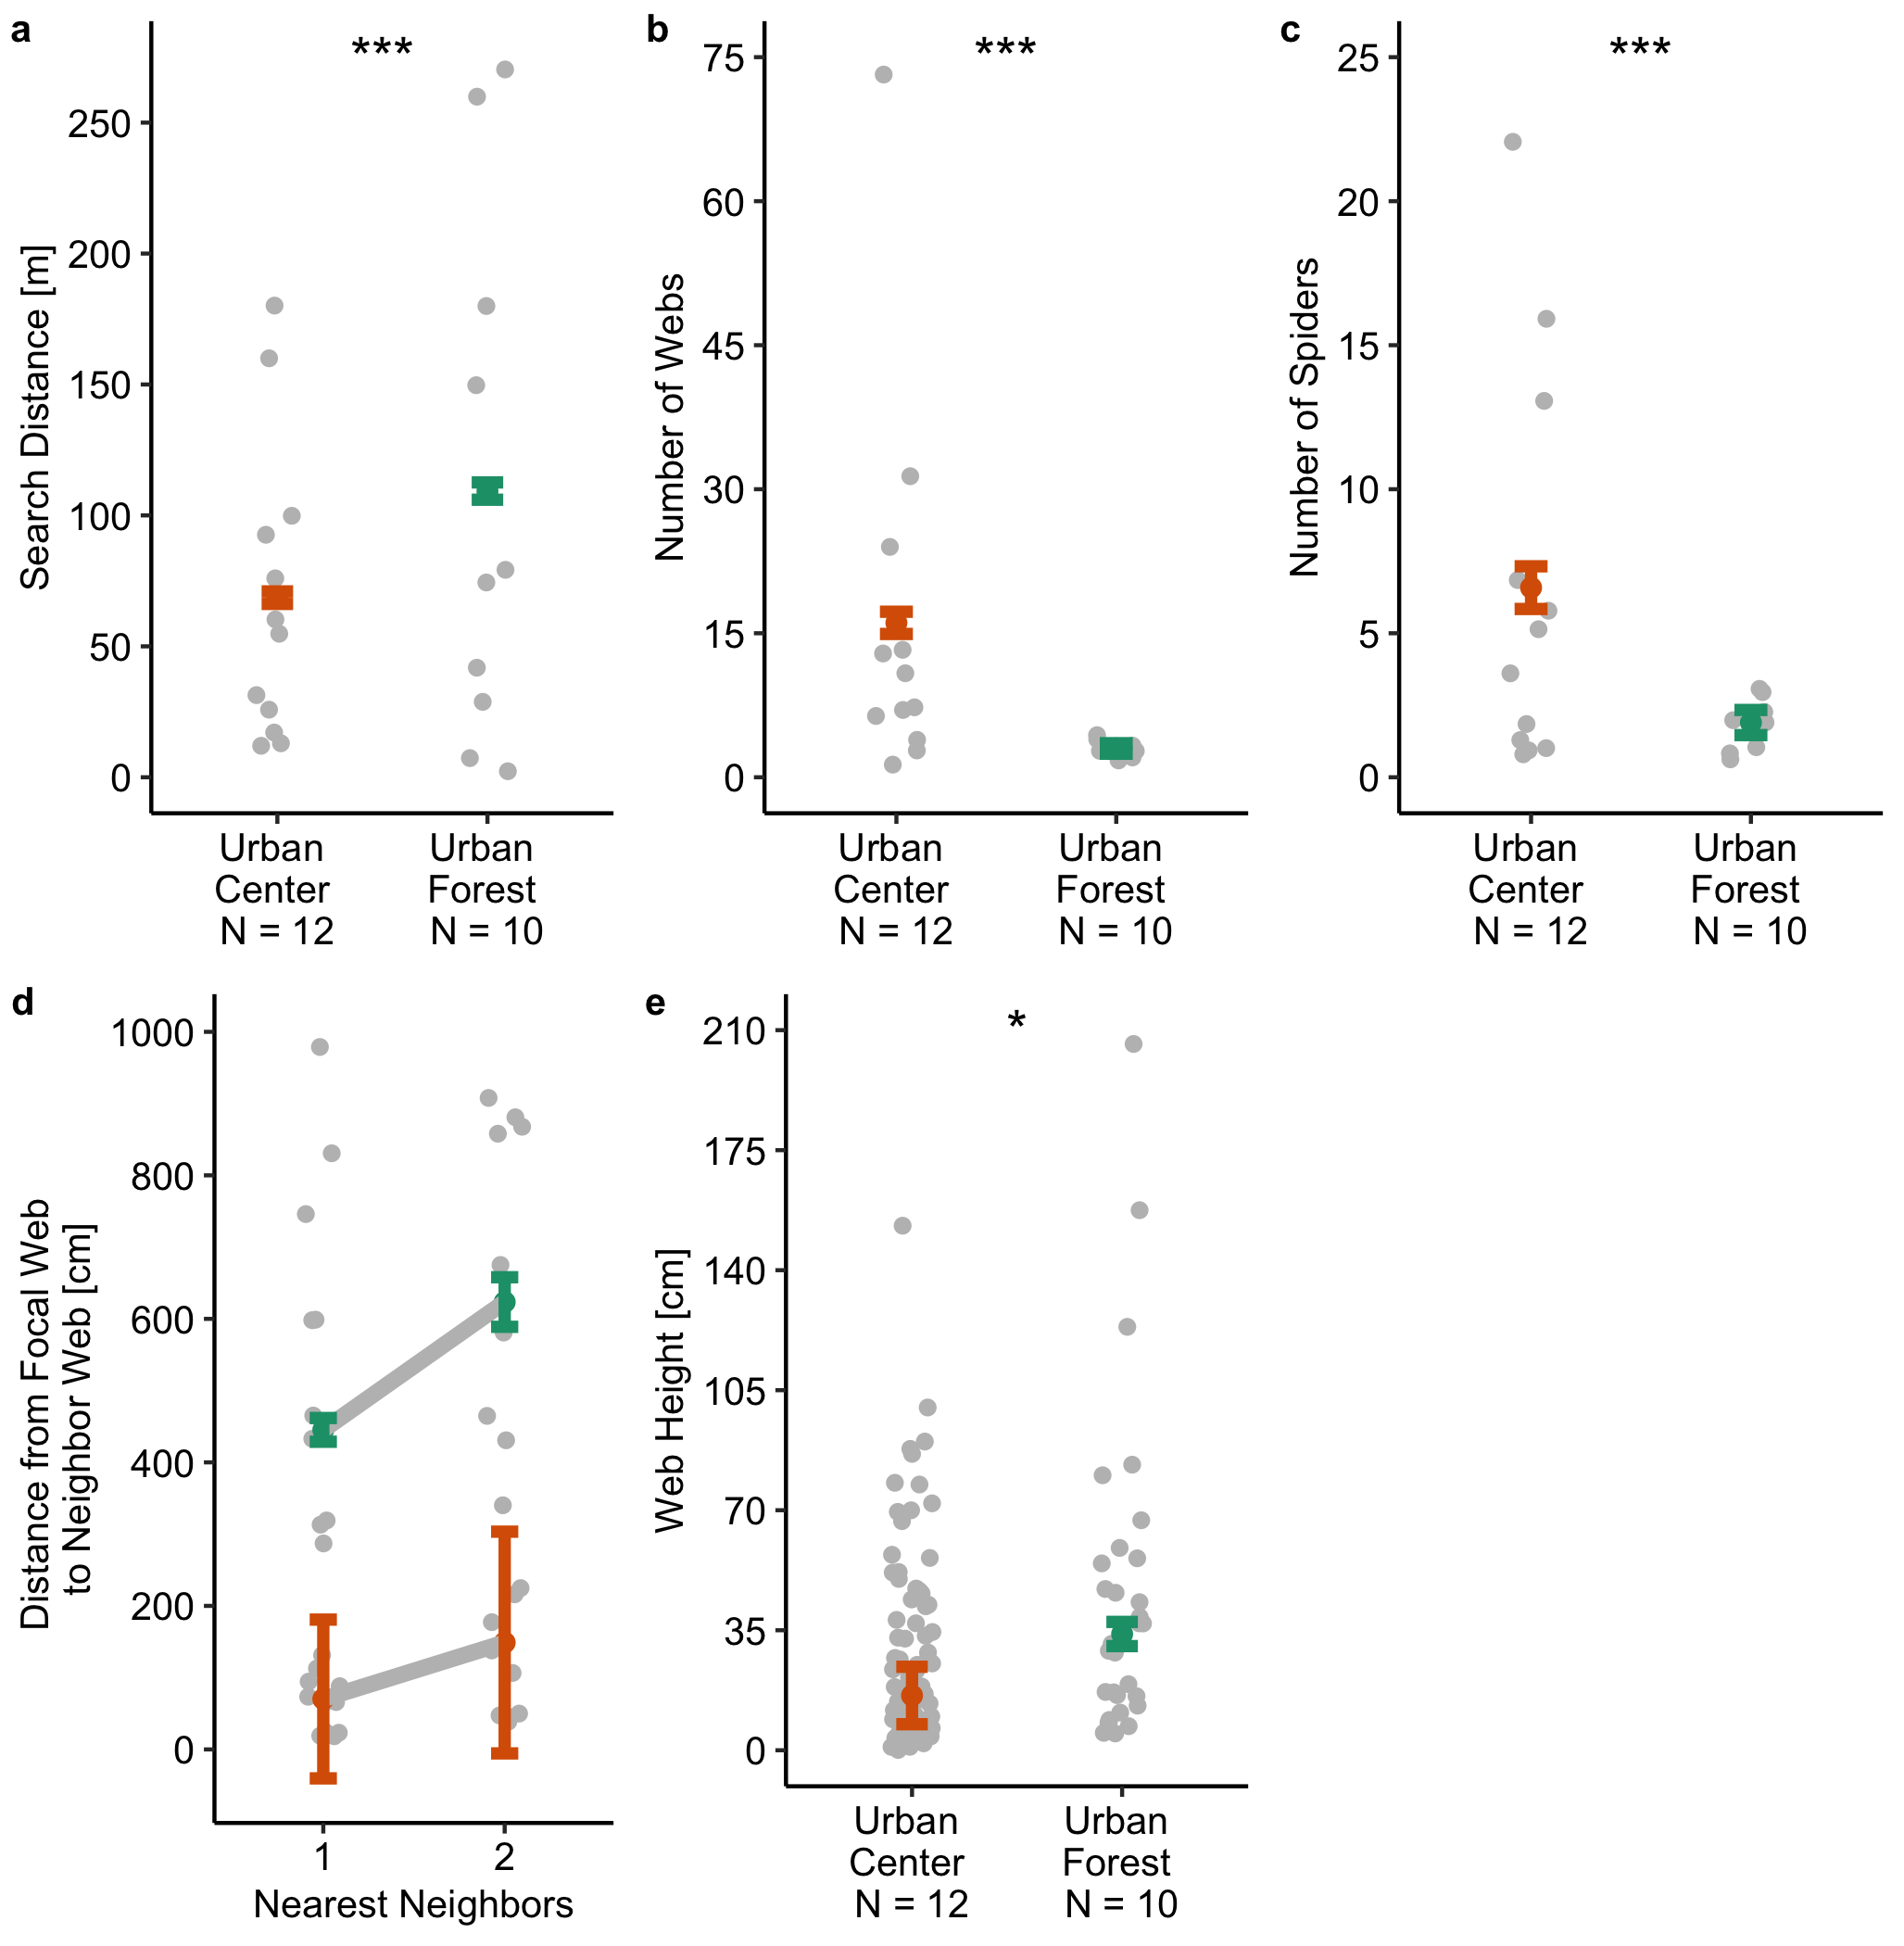 a
***
250
200
150
100
50
0
Search Distance [m]
Urban
Center
N = 12
Urban
Forest
N = 10
b
***
75
60
45
30
15
0
Number of Webs
Urban
Center
N = 12
Urban
Forest
N = 10
c
***
25
20
15
10
5
0
Number of Spiders
Urban
Center
N = 12
Urban
Forest
N = 10
d
1000
800
600
400
200
0
Distance from Focal Web
to Neighbor Web [cm]
1
2
Nearest Neighbors
e
*
210
175
140
105
70
35
0
Web Height [cm]
Urban
Center
N = 12
Urban
Forest
N = 10